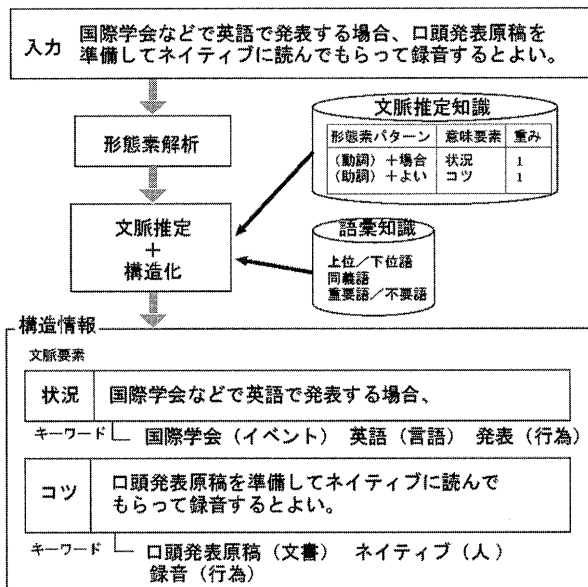 入力 国際学会などで英語で発表する場合、口頭発表原稿を
準備してネイティブに読んでもらって録音するとよい。
形態素解析
文脈推定知識
形態素パターン 意味要素 重み
(動詞)+場合 状況 1
(助詞)+よい コツ 1
文脈推定
+
構造化
語彙知識
上位/下位語
同義語
重要語/不要語
構造情報
文脈要素
状況 国際学会などで英語で発表する場合、
キーワード 国際学会(イベント) 英語(言語) 発表(行為)
コツ 口頭発表原稿を準備してネイティブに読んで
もらって録音するとよい。
キーワード 口頭発表原稿(文書) ネイティブ(人)
録音(行為)